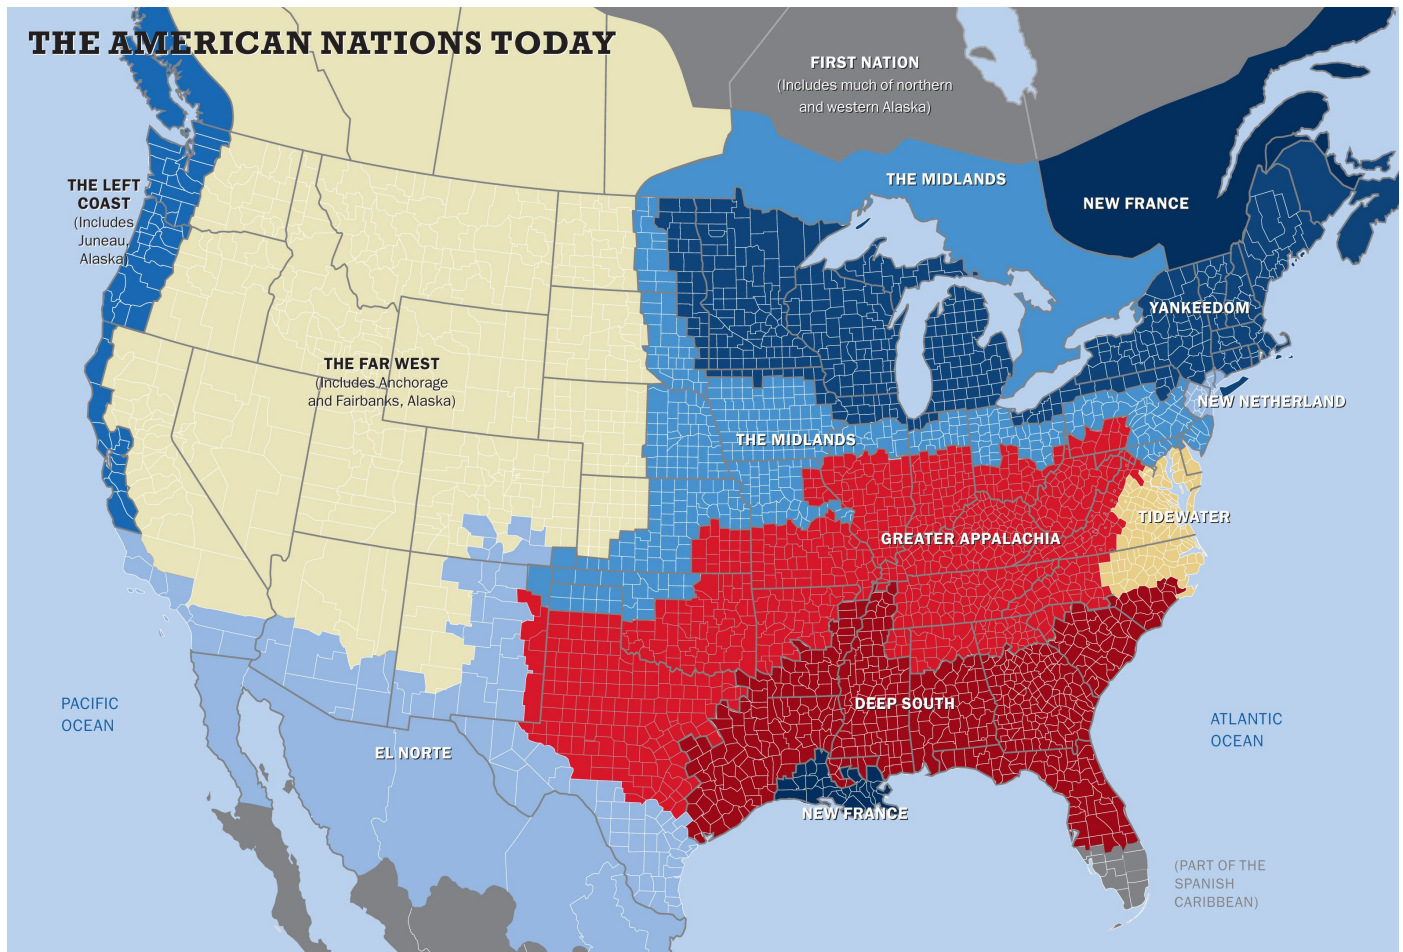 THE AMERICAN NATIONS TODAY
FIRST NATION
(Includes much of northern
and western Alaska)
THE LEFT
COAST
(Includes
Juneau,
Alaska)
THE MIDLANDS
NEW FRANCE
YANKEEDOM
THE FAR WEST
(Includes Anchorage
and Fairbanks, Alaska)
NEW NETHERLAND
THE MIDLANDS
TIDEWATER
GREATER APPALACHIA
PACIFIC
OCEAN
DEEP SOUTH
ATLANTIC
OCEAN
EL NORTE
NEW FRANCE
(PART OF THE
SPANISH
CARIBBEAN)